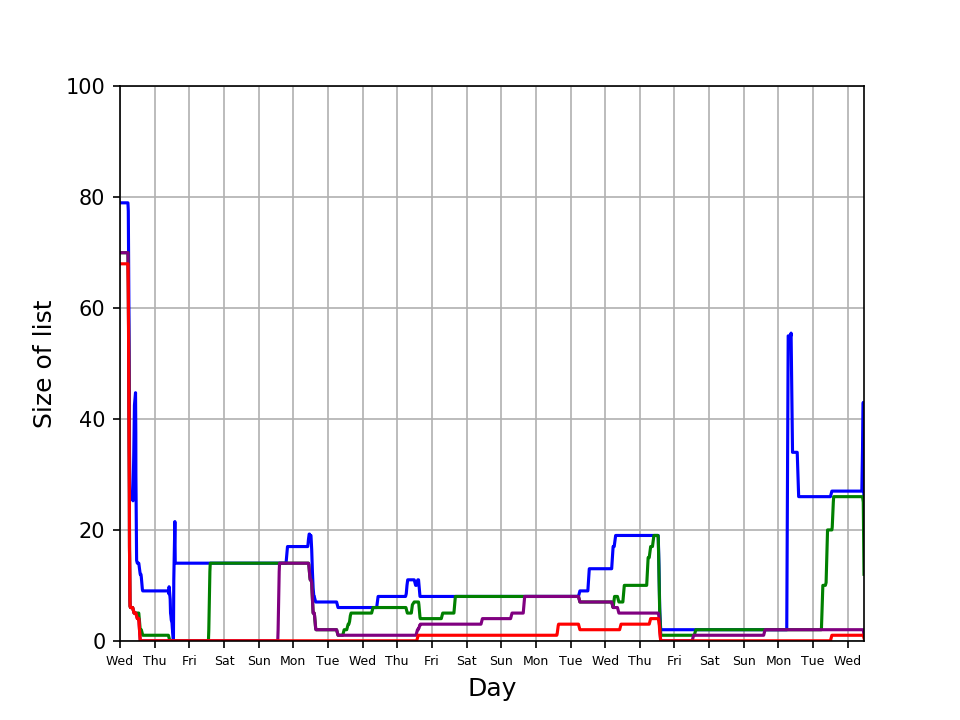 100
80
60
40
20
0
Size of list
Wed Thu Fri Sat Sun Mon Tue Wed Thu Fri Sat Sun Mon Tue Wed Thu Fri Sat Sun Mon Tue Wed
Day